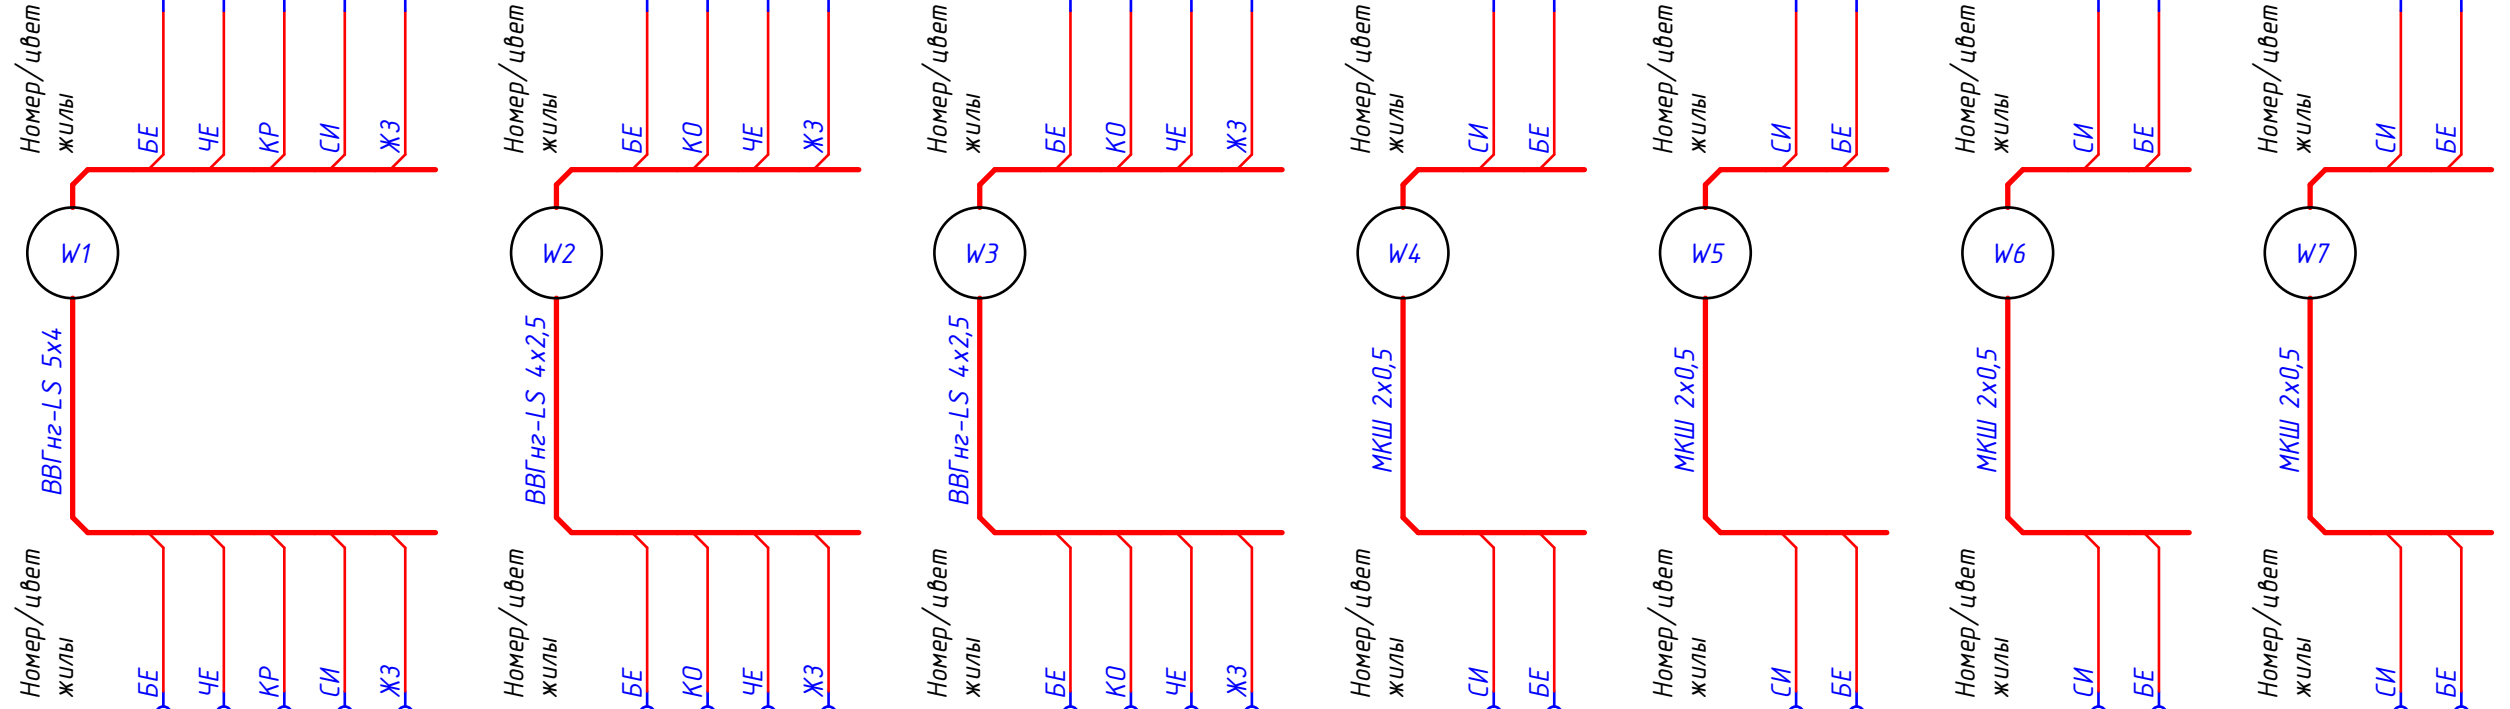 Номер/цвет
жилы
БЕ
ЧЕ
КР
СИ
ЖЗ
Номер/цвет
жилы
БЕ
КО
ЧЕ
ЖЗ
Номер/цвет
жилы
БЕ
КО
ЧЕ
ЖЗ
Номер/цвет
жилы
СИ
БЕ
Номер/цвет
жилы
СИ
БЕ
Номер/цвет
жилы
СИ
БЕ
Номер/цвет
жилы
СИ
БЕ
W1
W2
W3
W4
W5
W6
W7
ВВГнг-LS 5х4
ВВГнг-LS 4х2,5
ВВГнг-LS 4х2,5
МКШ 2х0,5
МКШ 2х0,5
МКШ 2х0,5
МКШ 2х0,5
Номер/цвет
жилы
БЕ
ЧЕ
КР
СИ
ЖЗ
Номер/цвет
жилы
БЕ
КО
ЧЕ
ЖЗ
Номер/цвет
жилы
БЕ
КО
ЧЕ
ЖЗ
Номер/цвет
жилы
СИ
БЕ
Номер/цвет
жилы
СИ
БЕ
Номер/цвет
жилы
СИ
БЕ
Номер/цвет
жилы
СИ
БЕ